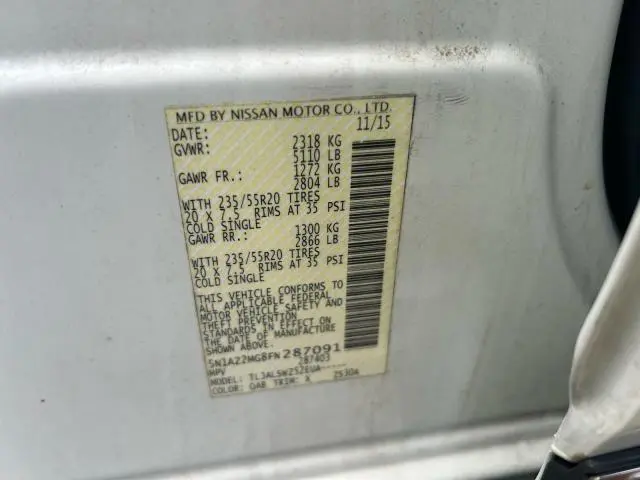 MFD BY NISSAN MOTOR CO., LTD.
DATE: 11/15
GVWR: 2318 KG
5110 LB
GAWR FR.: 1272 KG
2804 LB
WITH 235/55R20 TIRES
20 X 7.5 RIMS AT 35 PSI
COLD SINGLE
GAWR RR.: 1300 KG
2866 LB
WITH 235/55R20 TIRES
20 X 7.5 RIMS AT 35 PSI
COLD SINGLE
THIS VEHICLE CONFORMS TO
ALL APPLICABLE FEDERAL
MOTOR VEHICLE SAFETY AND
THEFT PREVENTION
STANDARDS IN EFFECT ON
THE DATE OF MANUFACTURE
SHOWN ABOVE.
5N1AZ2MG8FN287091
MPV 287403
MODEL: TL3ALSWZ52EUA-----
COLOR: QAB TRIM: X 25304